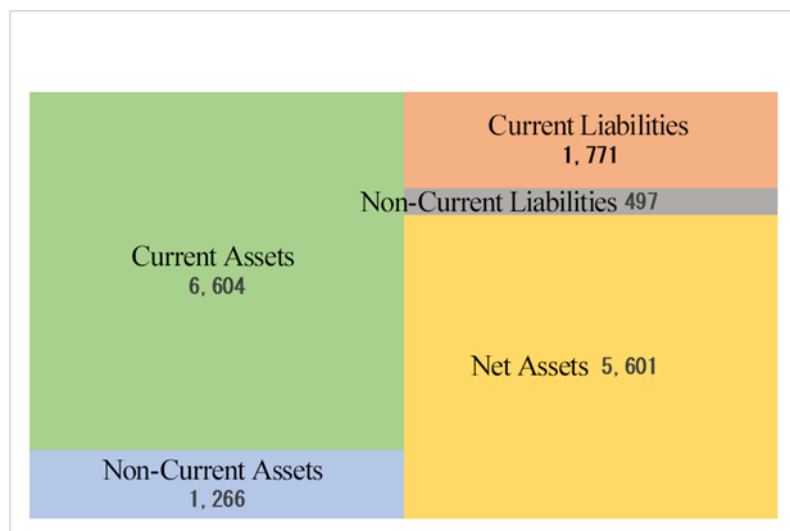 Current Assets
6,604
Non-Current Assets
1,266
Current Liabilities
1,771
Non-Current Liabilities 497
Net Assets 5,601